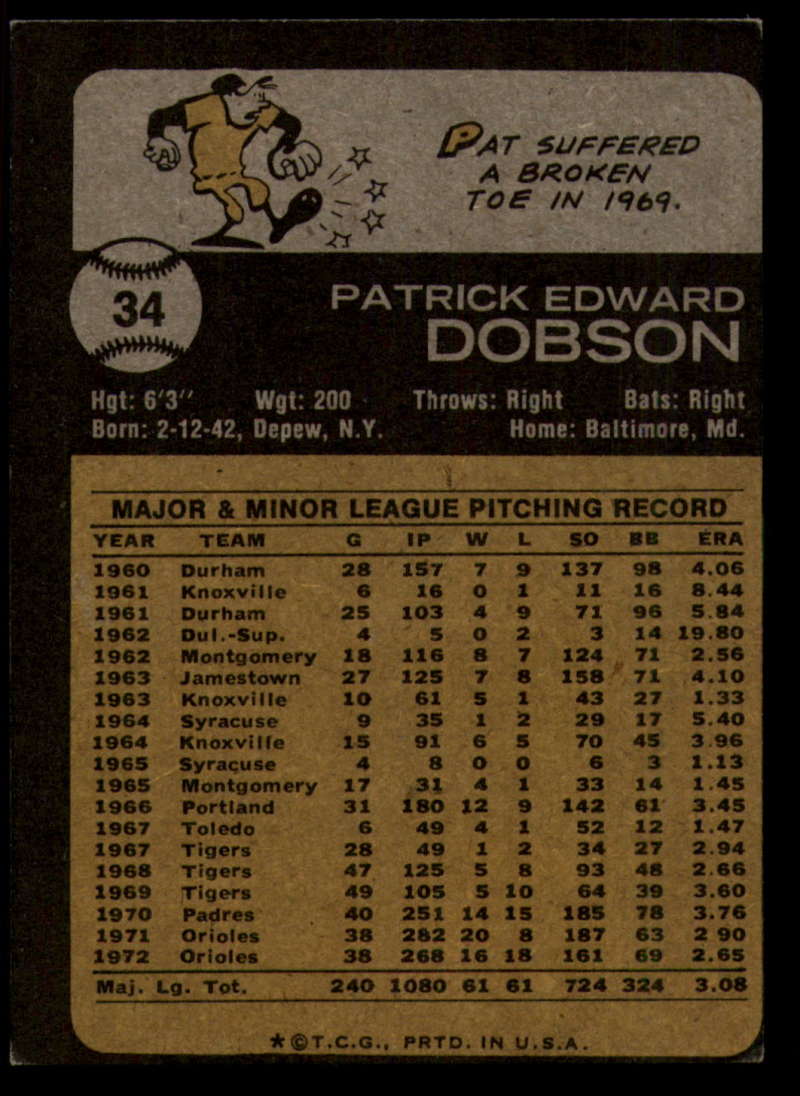 PAT SUFFERED
A BROKEN
TOE IN 1969.
34
PATRICK EDWARD
DOBSON
Hgt: 6'3" Wgt: 200 Throws: Right Bats: Right
Born: 2-12-42, Depew, N.Y. Home: Baltimore, Md.
MAJOR & MINOR LEAGUE PITCHING RECORD
YEAR TEAM G IP W L SO BB ERA
1960 Durham 28 157 7 9 137 98 4.06
1961 Knoxville 6 16 0 1 11 16 8.44
1961 Durham 25 103 4 9 71 96 5.84
1962 Dul.-Sup. 4 5 0 2 3 14 19.80
1962 Montgomery 18 116 8 7 124 71 2.56
1963 Jamestown 27 125 7 8 158 71 4.10
1963 Knoxville 10 61 5 1 43 27 1.33
1964 Syracuse 9 35 1 2 29 17 5.40
1964 Knoxville 15 91 6 5 70 45 3.96
1965 Syracuse 4 8 0 0 6 3 1.13
1965 Montgomery 17 31 4 1 33 14 1.45
1966 Portland 31 180 12 9 142 61 3.45
1967 Toledo 6 49 4 1 52 12 1.47
1967 Tigers 28 49 1 2 34 27 2.94
1968 Tigers 47 125 5 8 93 48 2.66
1969 Tigers 49 105 5 10 64 39 3.60
1970 Padres 40 251 14 15 185 78 3.76
1971 Orioles 38 282 20 8 187 63 2 90
1972 Orioles 38 268 16 18 161 69 2.65
Maj. Lg. Tot. 240 1080 61 61 724 324 3.08
*©T.C.G., PRTD. IN U.S.A.